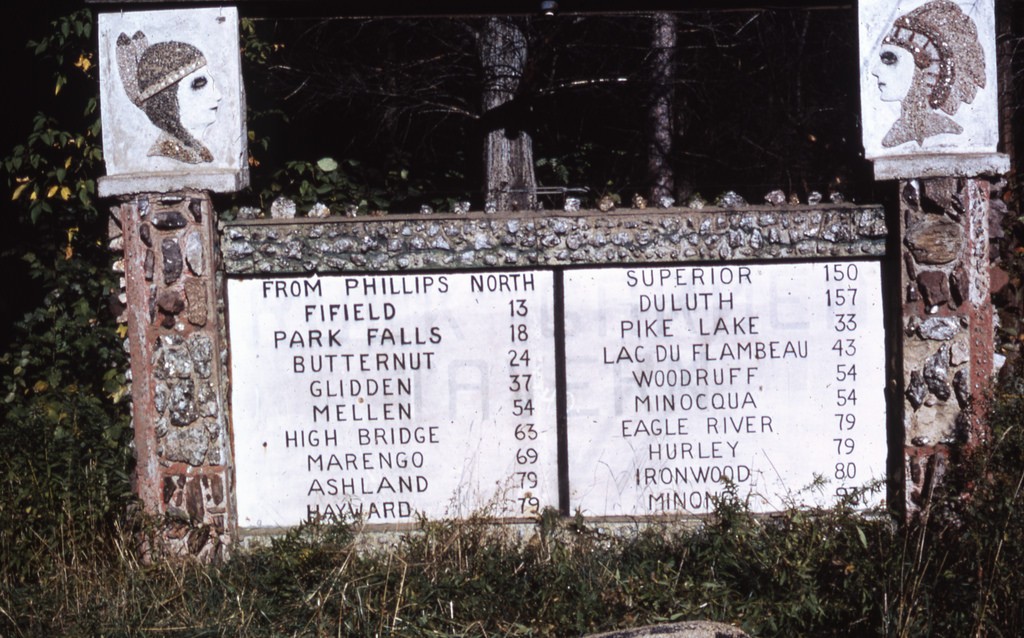 FROM PHILLIPS NORTH
FIFIELD 13
PARK FALLS 18
BUTTERNUT 24
GLIDDEN 37
MELLEN 54
HIGH BRIDGE 63
MARENGO 69
ASHLAND 79
HAYWARD 79
SUPERIOR 150
DULUTH 157
PIKE LAKE 33
LAC DU FLAMBEAU 43
WOODRUFF 54
MINOCQUA 54
EAGLE RIVER 79
HURLEY 79
IRONWOOD 80